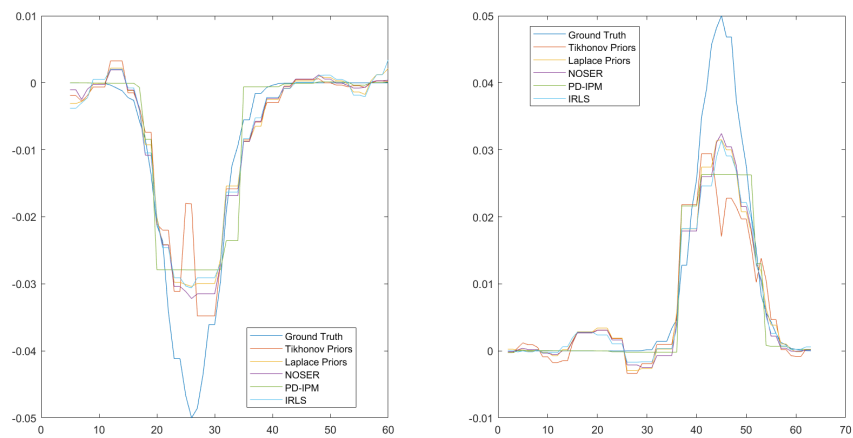 0.01
0
-0.01
-0.02
-0.03
-0.04
-0.05
0 10 20 30 40 50 60
Ground Truth
Tikhonov Priors
Laplace Priors
NOSER
PD-IPM
IRLS
0.05
0.04
0.03
0.02
0.01
0
-0.01
0 10 20 30 40 50 60 70
Ground Truth
Tikhonov Priors
Laplace Priors
NOSER
PD-IPM
IRLS